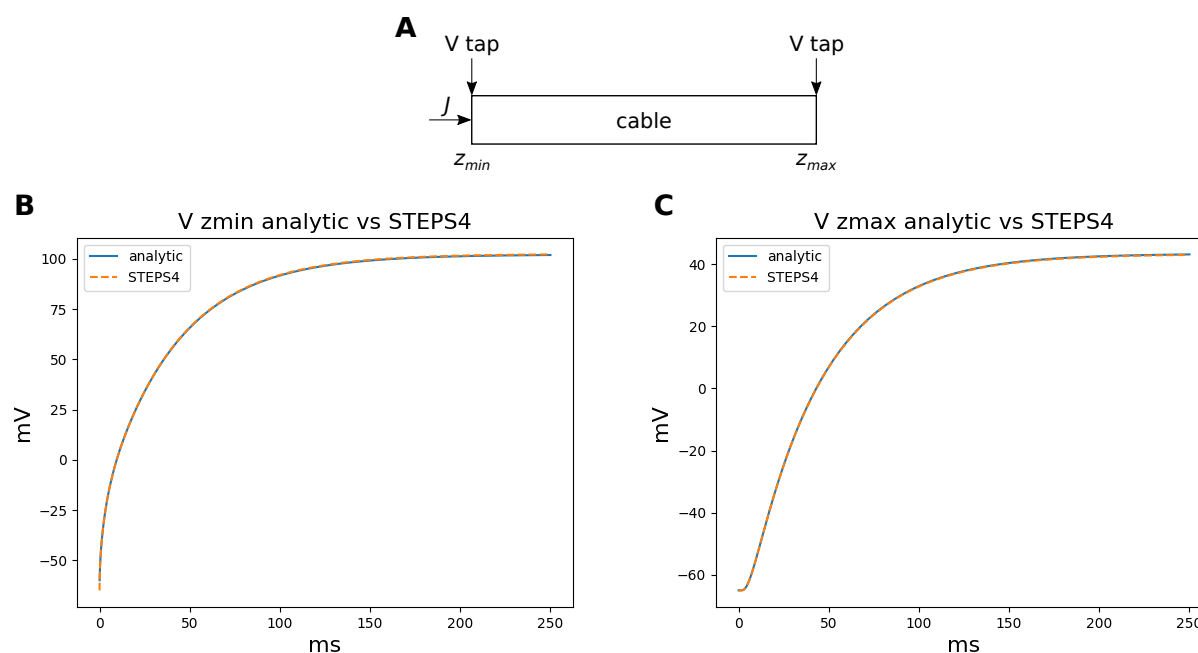 A
V tap
V tap
J
cable
zmin
zmax
B
V zmin analytic vs STEPS4
analytic
STEPS4
100
75
50
25
0
−25
−50
mV
0
50
100
150
200
250
ms
C
V zmax analytic vs STEPS4
analytic
STEPS4
40
20
0
−20
−40
−60
mV
0
50
100
150
200
250
ms